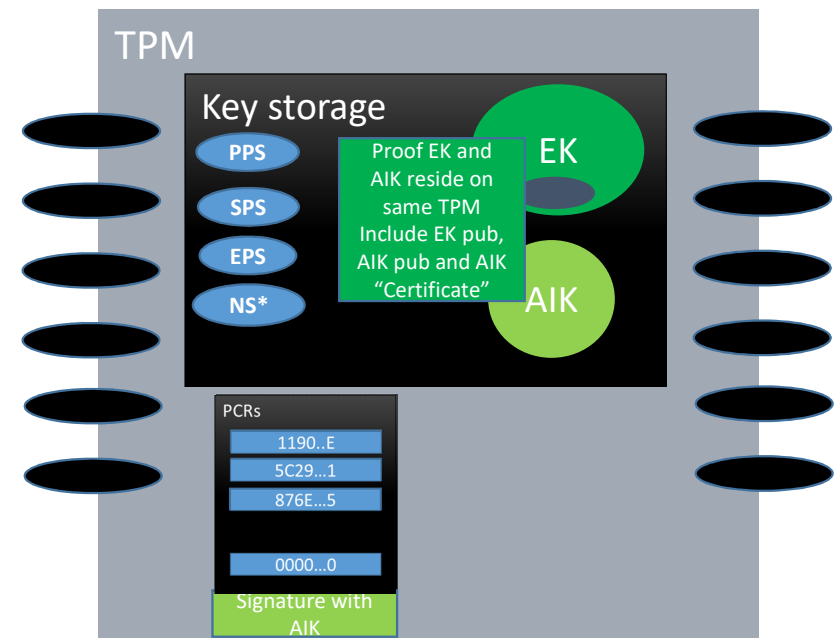 TPM
Key storage
PPS
SPS
EPS
NS*
Proof EK and
AIK reside on
same TPM
Include EK pub,
AIK pub and AIK
“Certificate”
EK
AIK
PCRs
1190..E
5C29...1
876E...5
0000...0
Signature with
AIK